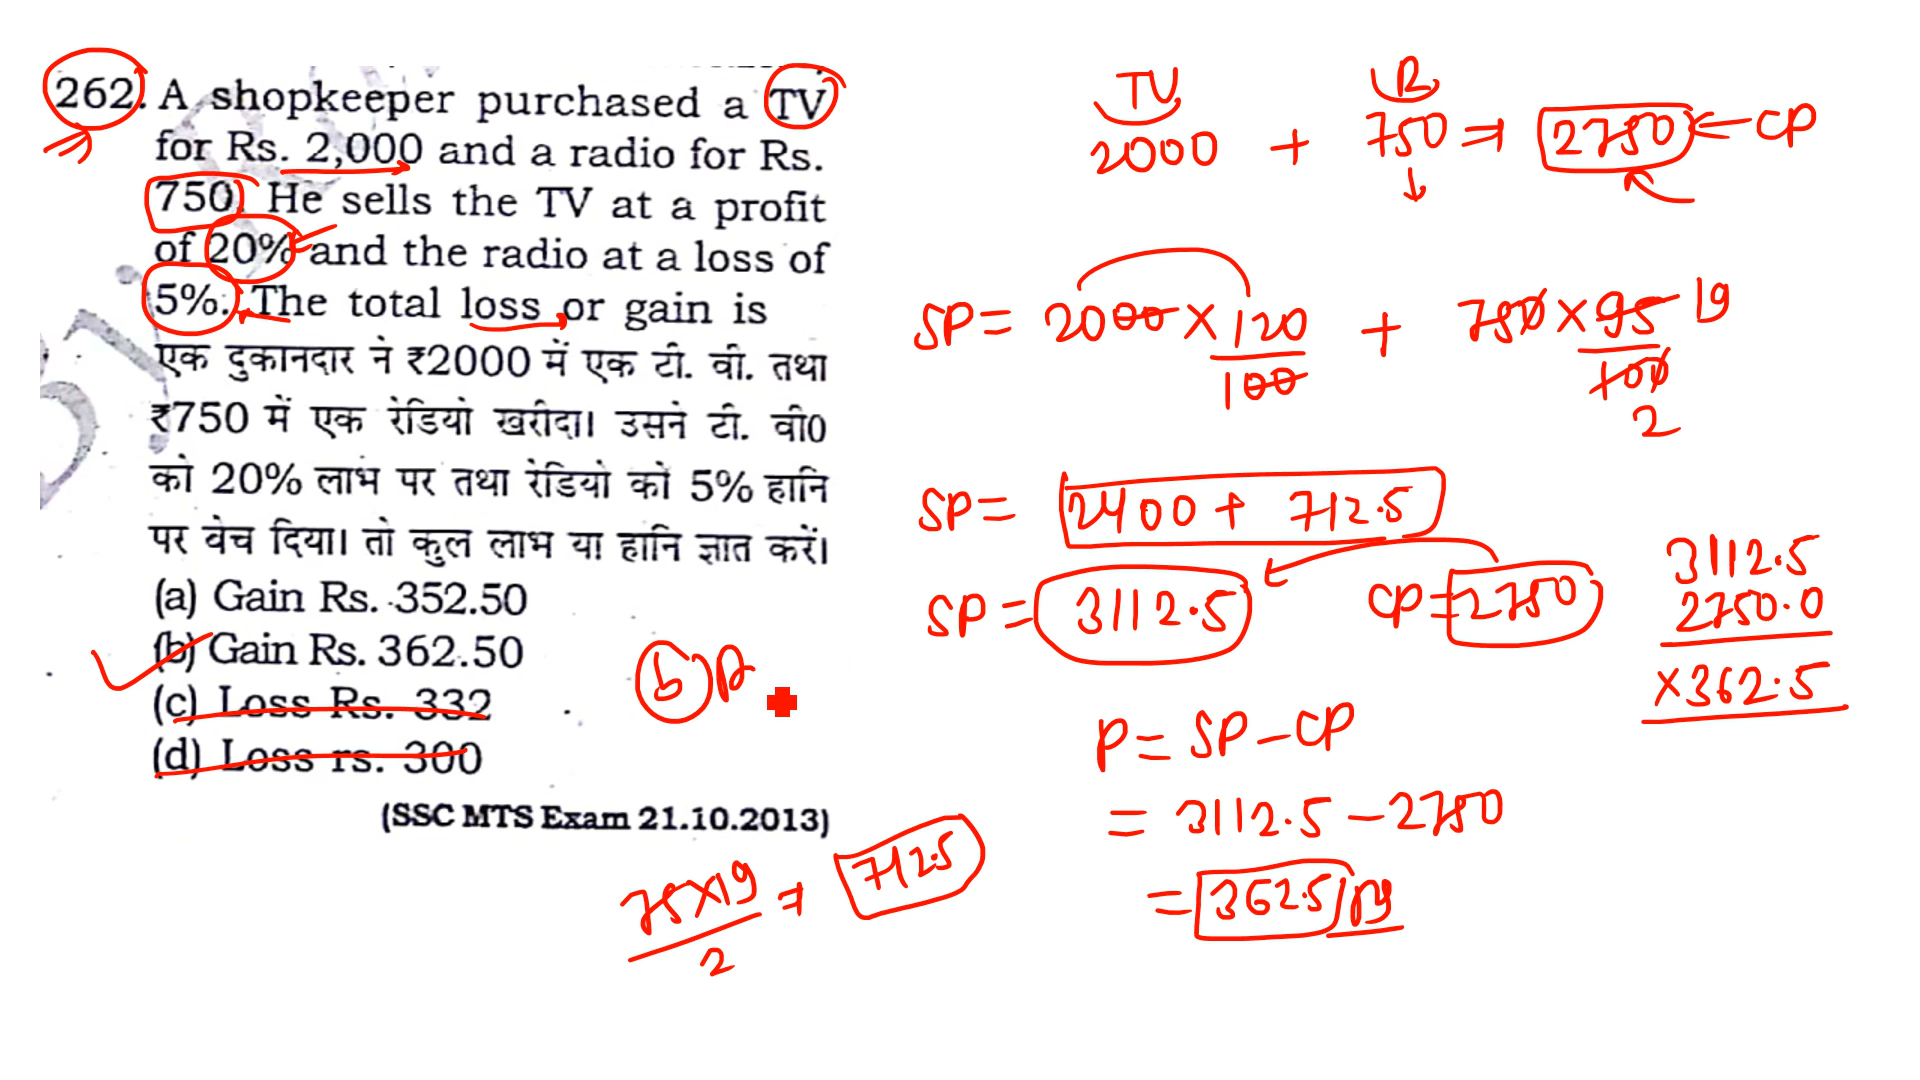 262. A shopkeeper purchased a TV
for Rs. 2,000 and a radio for Rs.
750. He sells the TV at a profit
of 20% and the radio at a loss of
5%. The total loss or gain is
एक दुकानदार ने ₹2000 में एक टी. वी. तथा
₹750 में एक रेडियो खरीदा। उसने टी. वी0
को 20% लाभ पर तथा रेडियो को 5% हानि
पर बेच दिया। तो कुल लाभ या हानि ज्ञात करें।
(a) Gain Rs. 352.50
(b) Gain Rs. 362.50
(c) Loss Rs. 332
(d) Loss rs. 300
(SSC MTS Exam 21.10.2013)
(b)
75×19
2
⇒ 712.5
TV R
2000 + 750 ⇒ 2750 ← CP
SP = 2000 × 120 + 750 × 95 19
100 100
2
SP = 2400 + 712.5
SP = 3112.5 CP = 2750
3112.5
2750.0
×362.5
P = SP - CP
= 3112.5 - 2750
= 362.5